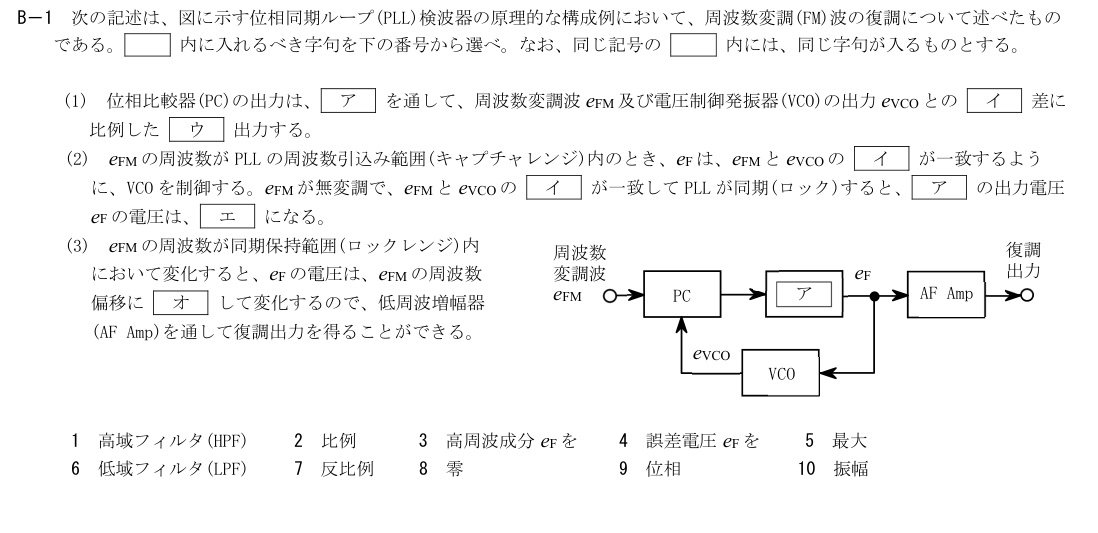 B－1 次の記述は、図に示す位相同期ループ(PLL)検波器の原理的な構成例において、周波数変調(FM)波の復調について述べたもの
である。□ 内に入れるべき字句を下の番号から選べ。なお、同じ記号の □ 内には、同じ字句が入るものとする。
(1) 位相比較器(PC)の出力は、ア を通して、周波数変調波 eFM 及び電圧制御発振器(VCO)の出力 eVCO との イ 差に
比例した ウ 出力する。
(2) eFM の周波数が PLL の周波数引込み範囲(キャプチャレンジ)内のとき、eF は、eFM と eVCO の イ が一致するよう
に、VCO を制御する。eFM が無変調で、eFM と eVCO の イ が一致して PLL が同期(ロック)すると、ア の出力電圧
eF の電圧は、エ になる。
(3) eFM の周波数が同期保持範囲(ロックレンジ)内
において変化すると、eF の電圧は、eFM の周波数
偏移に オ して変化するので、低周波増幅器
(AF Amp)を通して復調出力を得ることができる。
周波数
変調波
eFM
PC
ア
eF
AF Amp
復調
出力
eVCO
VCO
1 高域フィルタ(HPF) 2 比例 3 高周波成分 eF を 4 誤差電圧 eF を 5 最大
6 低域フィルタ(LPF) 7 反比例 8 零 9 位相 10 振幅